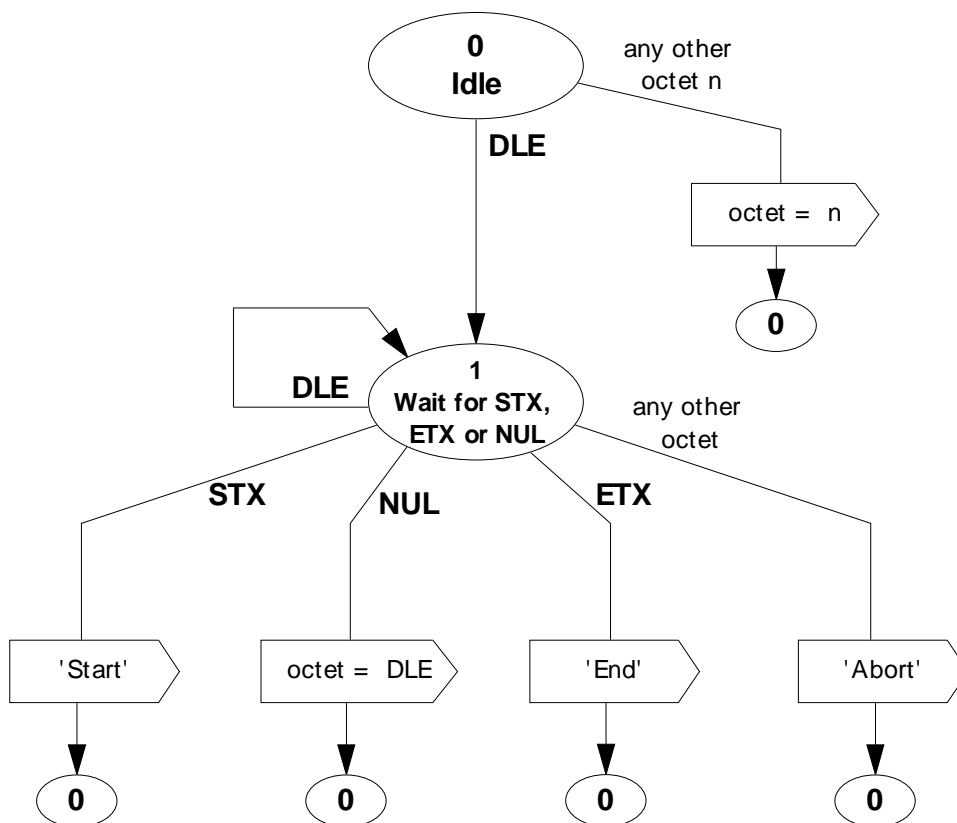 0
Idle
any other
octet n
DLE
octet = n
0
DLE
1
Wait for STX,
ETX or NUL
any other
octet
STX
NUL
ETX
'Start'
octet = DLE
'End'
'Abort'
0
0
0
0